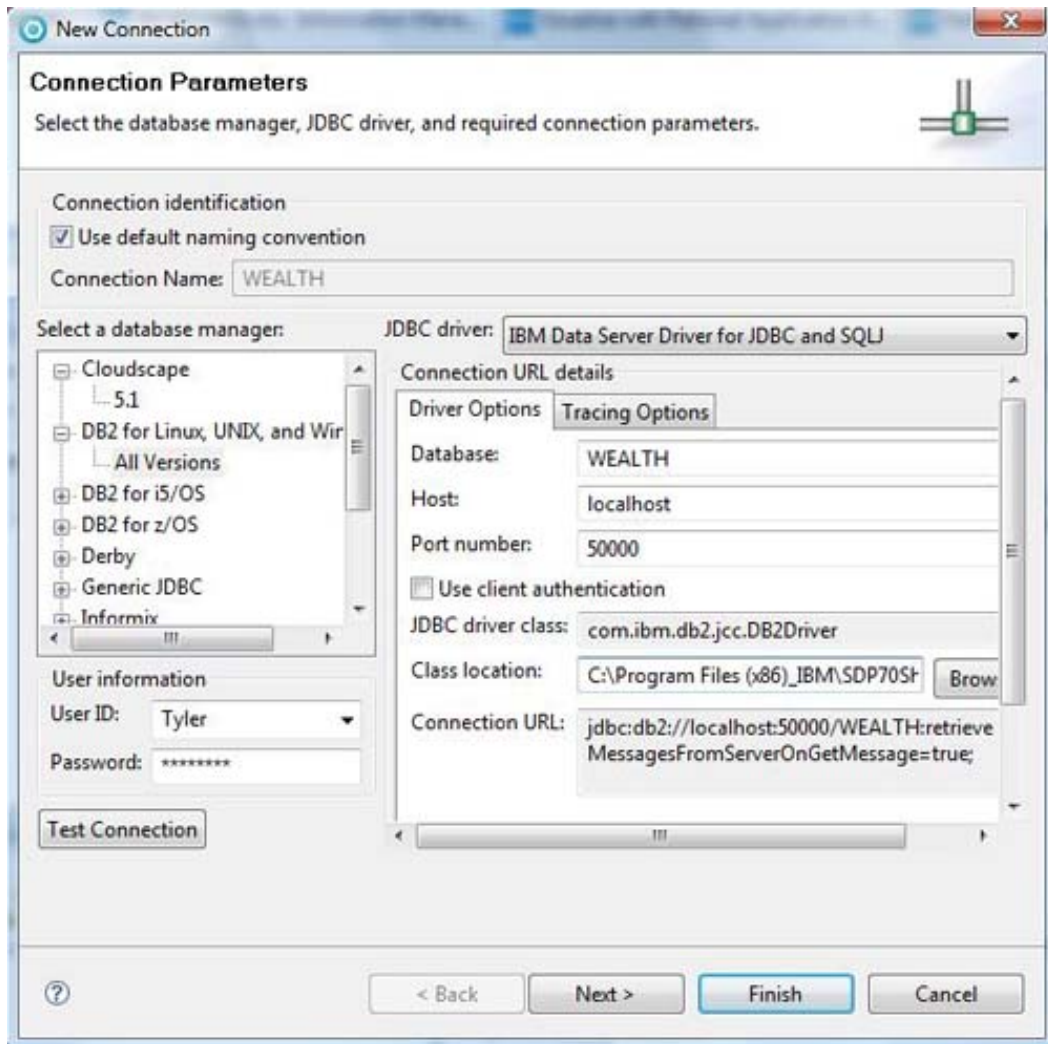 New Connection
Connection Parameters
Select the database manager, JDBC driver, and required connection parameters.
Connection identification
Use default naming convention
Connection Name: WEALTH
Select a database manager:
Cloudscape
5.1
DB2 for Linux, UNIX, and Wir
All Versions
DB2 for i5/OS
DB2 for z/OS
Derby
Generic JDBC
Informix
User information
User ID: Tyler
Password: ********
Test Connection
JDBC driver: IBM Data Server Driver for JDBC and SQLJ
Connection URL details
Driver Options Tracing Options
Database: WEALTH
Host: localhost
Port number: 50000
Use client authentication
JDBC driver class: com.ibm.db2.jcc.DB2Driver
Class location: C:\Program Files (x86)_IBM\SDP70SH Brow
Connection URL: jdbc:db2://localhost:50000/WEALTH:retrieve
MessagesFromServerOnGetMessage=true;
< Back Next > Finish Cancel